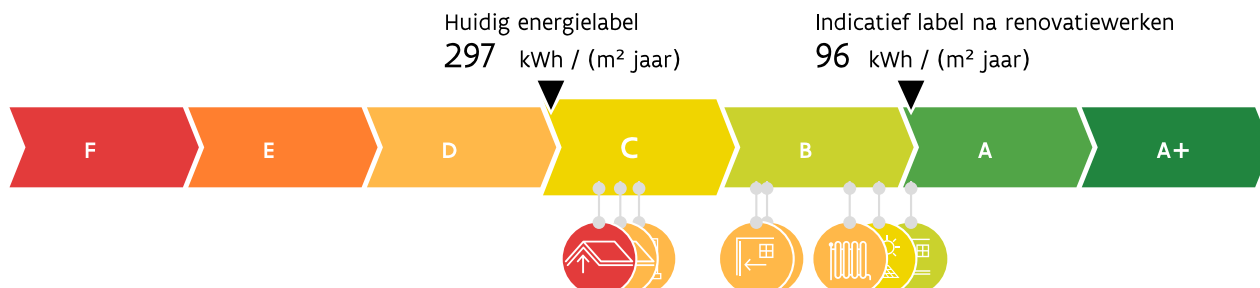 Huidig energielabel
297 kWh / (m² jaar)
Indicatief label na renovatiewerken
96 kWh / (m² jaar)
F E D C B A A+